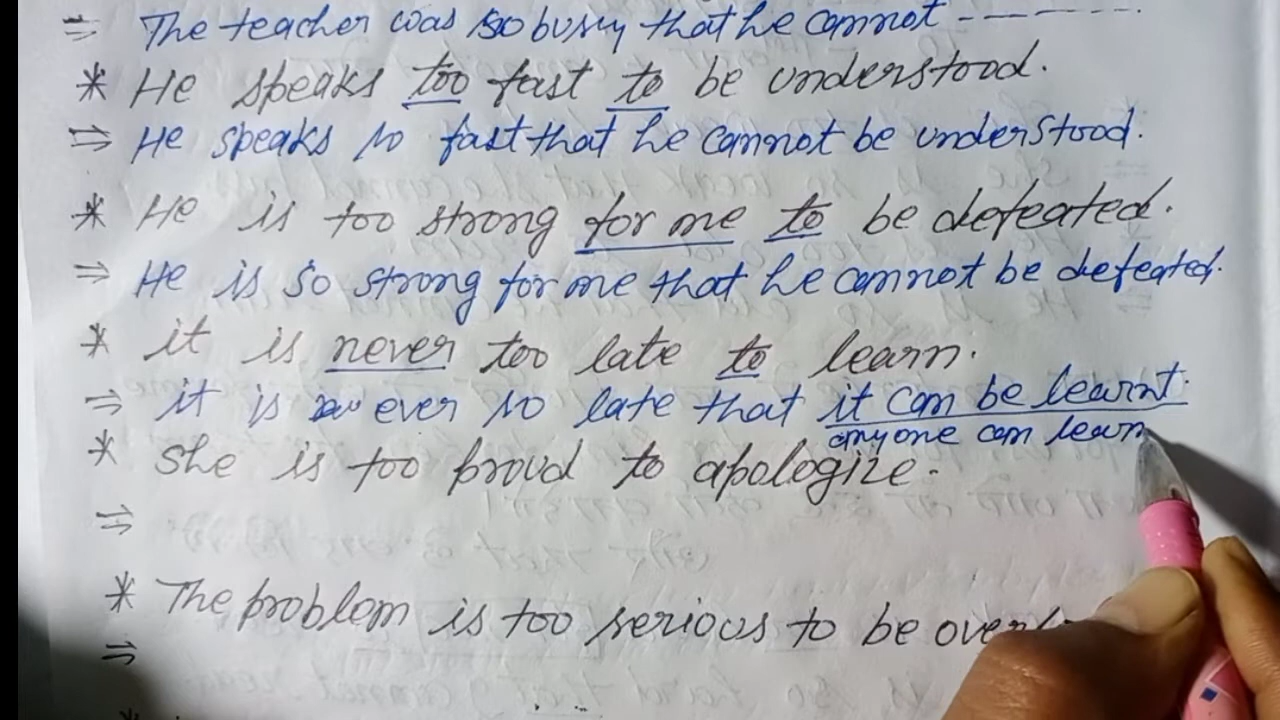 ⇒ The teacher was so busy that he cannot -------.
* He speaks too fast to be understood.
⇒ He speaks so fast that he cannot be understood.
* He is too strong for me to be defeated.
⇒ He is so strong for me that he cannot be defeated.
* it is never too late to learn.
⇒ it is ever so late that it can be learnt.
anyone can learn
* She is too proud to apologize.
⇒
* The problem is too serious to be
⇒